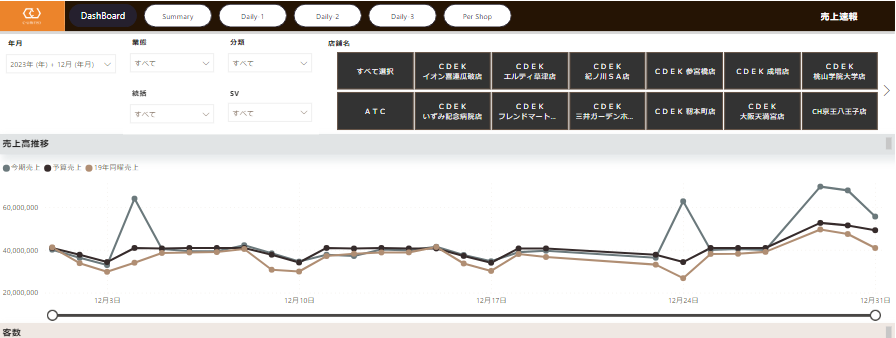 DashBoard
Summary
Daily 1
Daily 2
Daily 3
Per Shop
売上速報
年月
業態
分類
店舗名
2023年 (年) + 12月 (年月)
すべて
すべて
統括
SV
すべて
すべて
すべて選択
CDEK
イオン喜連瓜破店
CDEK
エルティ草津店
CDEK
紀ノ川SA店
CDEK 参宮橋店
CDEK 成増店
CDEK
桃山学院大学店
ATC
CDEK
いずみ記念病院店
CDEK
フレンドマート…
CDEK
三井ガーデンホ…
CDEK 靭本町店
CDEK
大阪天満宮店
CH京王八王子店
売上高推移
今期売上
予算売上
19年同曜売上
60,000,000
40,000,000
20,000,000
12月3日
12月10日
12月17日
12月24日
12月31日
客数